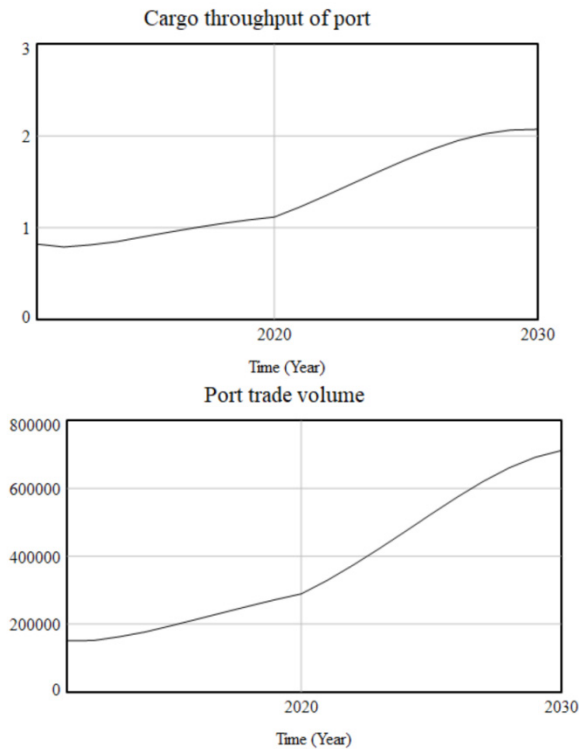 Cargo throughput of port
3
2
1
0
2020 2030
Time (Year)
Port trade volume
800000
600000
400000
200000
0
2020 2030
Time (Year)